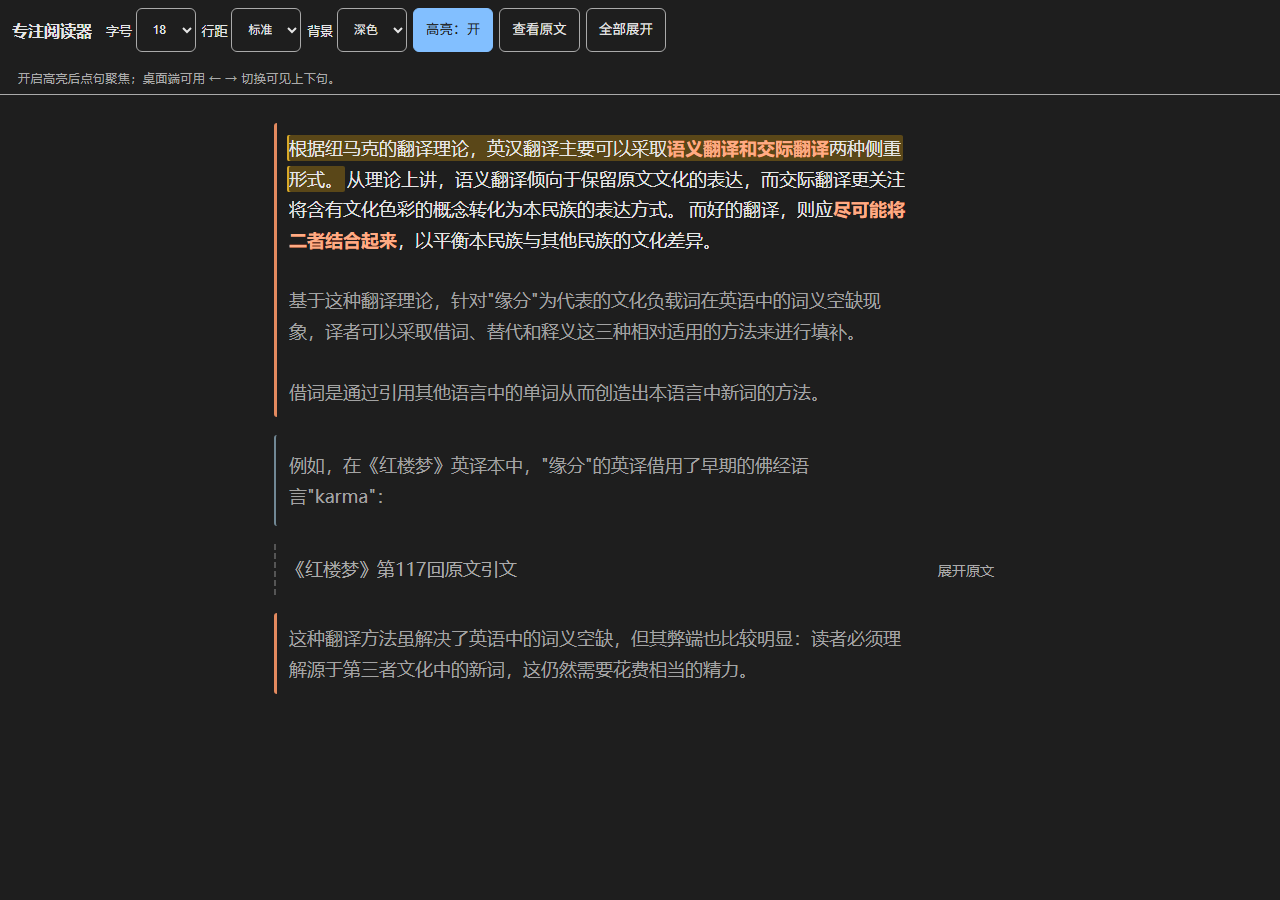 专注阅读器 字号 18 行距 标准 背景 深色 高亮：开 查看原文 全部展开
开启高亮后点句聚焦；桌面端可用 ←→ 切换可见上下句。
根据纽马克的翻译理论，英汉翻译主要可以采取语义翻译和交际翻译两种侧重
形式。 从理论上讲，语义翻译倾向于保留原文文化的表达，而交际翻译更关注
将含有文化色彩的概念转化为本民族的表达方式。 而好的翻译，则应尽可能将
二者结合起来，以平衡本民族与其他民族的文化差异。
基于这种翻译理论，针对"缘分"为代表的文化负载词在英语中的词义空缺现
象，译者可以采取借词、替代和释义这三种相对适用的方法来进行填补。
借词是通过引用其他语言中的单词从而创造出本语言中新词的方法。
例如，在《红楼梦》英译本中，"缘分"的英译借用了早期的佛经语
言"karma"：
《红楼梦》第117回原文引文 展开原文
这种翻译方法虽解决了英语中的词义空缺，但其弊端也比较明显：读者必须理
解源于第三者文化中的新词，这仍然需要花费相当的精力。